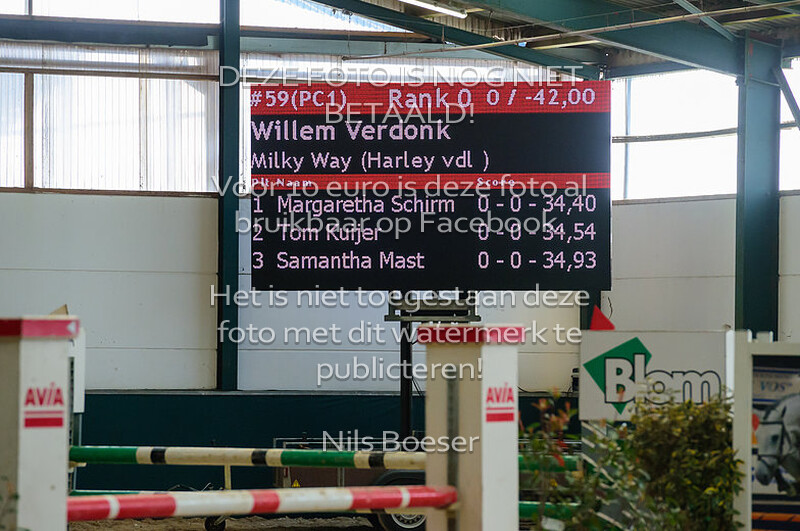 DEZE FOTO IS NOG NIET
BETAALD!
#59(PC1) Rank 0 0 / -42,00
Willem Verdonk
Milky Way (Harley vdl )
Voor 10 euro is deze foto al
Plt Naam Score
1 Margaretha Schirm 0 - 0 - 34,40
bruikbaar op Facebook.
2 Tom Kuijer 0 - 0 - 34,54
3 Samantha Mast 0 - 0 - 34,93
Het is niet toegestaan deze
foto met dit watermerk te
publiceren!
Blom
AVIA
AVIA
Nils Boeser